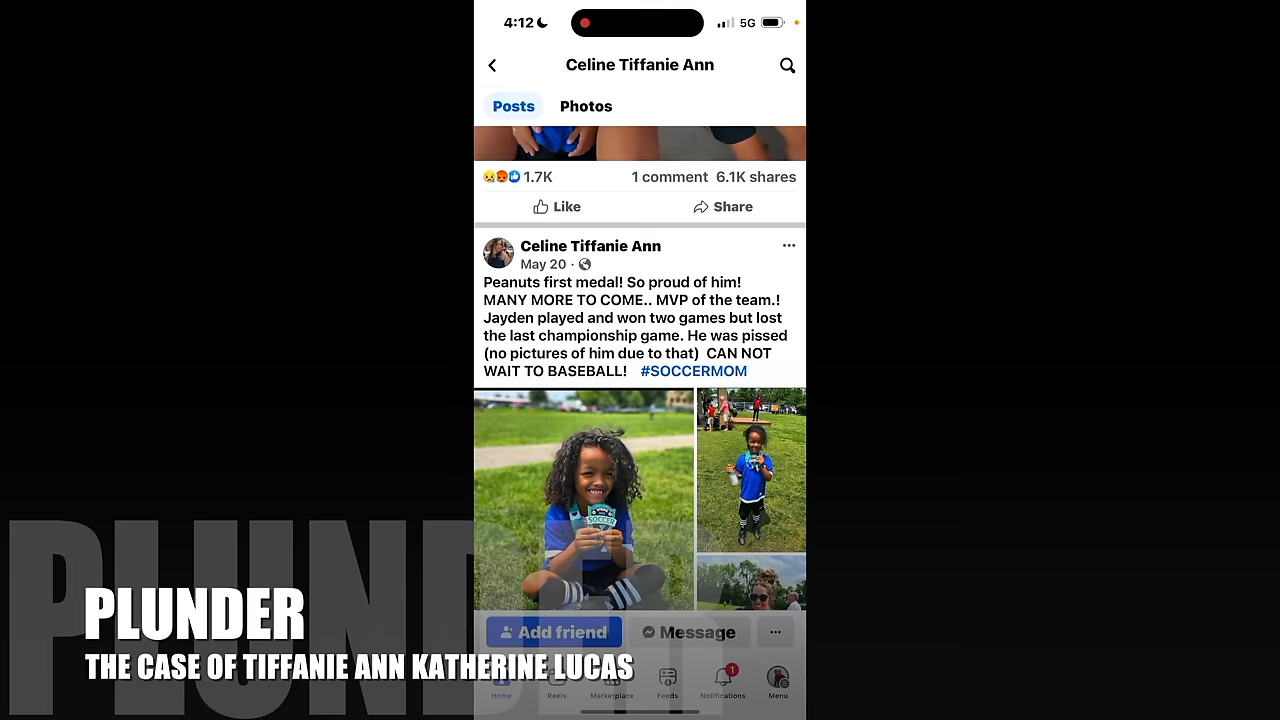 4:12
5G
Celine Tiffanie Ann
Posts Photos
1.7K 1 comment 6.1K shares
Like Share
Celine Tiffanie Ann
May 20 ·
Peanuts first medal! So proud of him!
MANY MORE TO COME.. MVP of the team.!
Jayden played and won two games but lost
the last championship game. He was pissed
(no pictures of him due to that) CAN NOT
WAIT TO BASEBALL! #SOCCERMOM
SOCCER
Add friend Message
1
Home Reels Marketplace Feeds Notifications Menu
PLUNDER
PLUNDER
THE CASE OF TIFFANIE ANN KATHERINE LUCAS